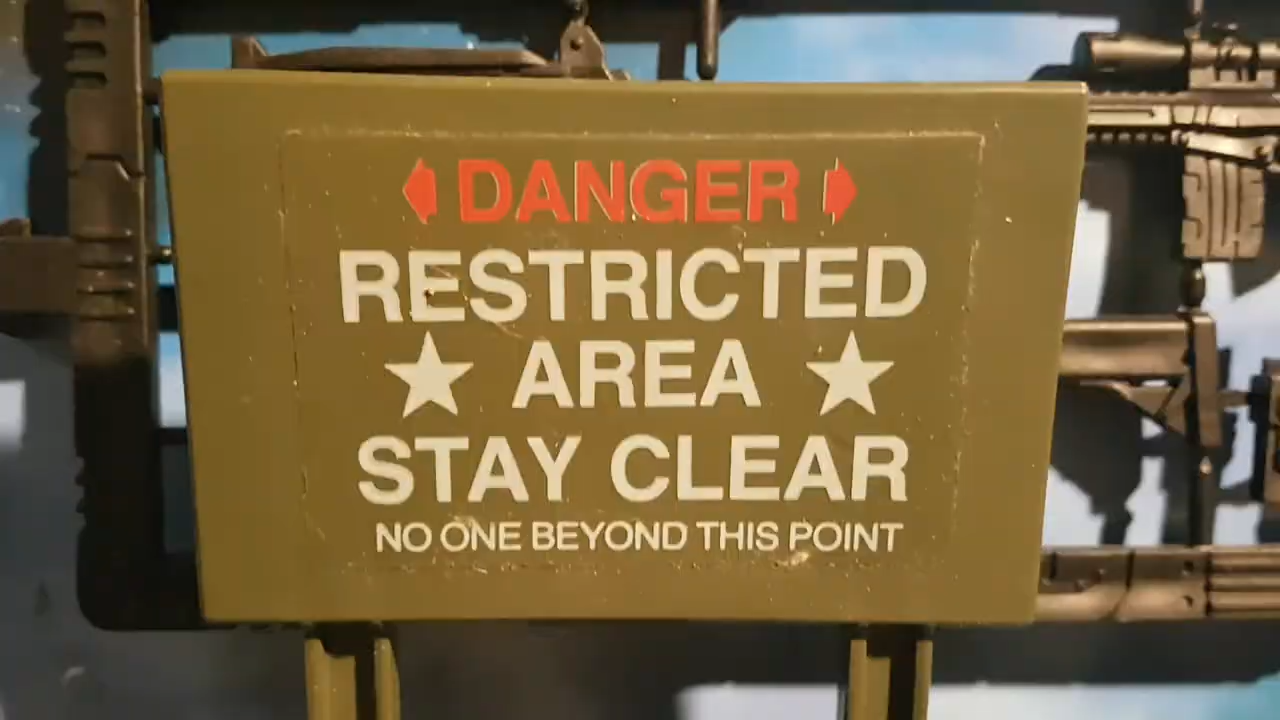 DANGER
RESTRICTED
AREA
STAY CLEAR
NO ONE BEYOND THIS POINT